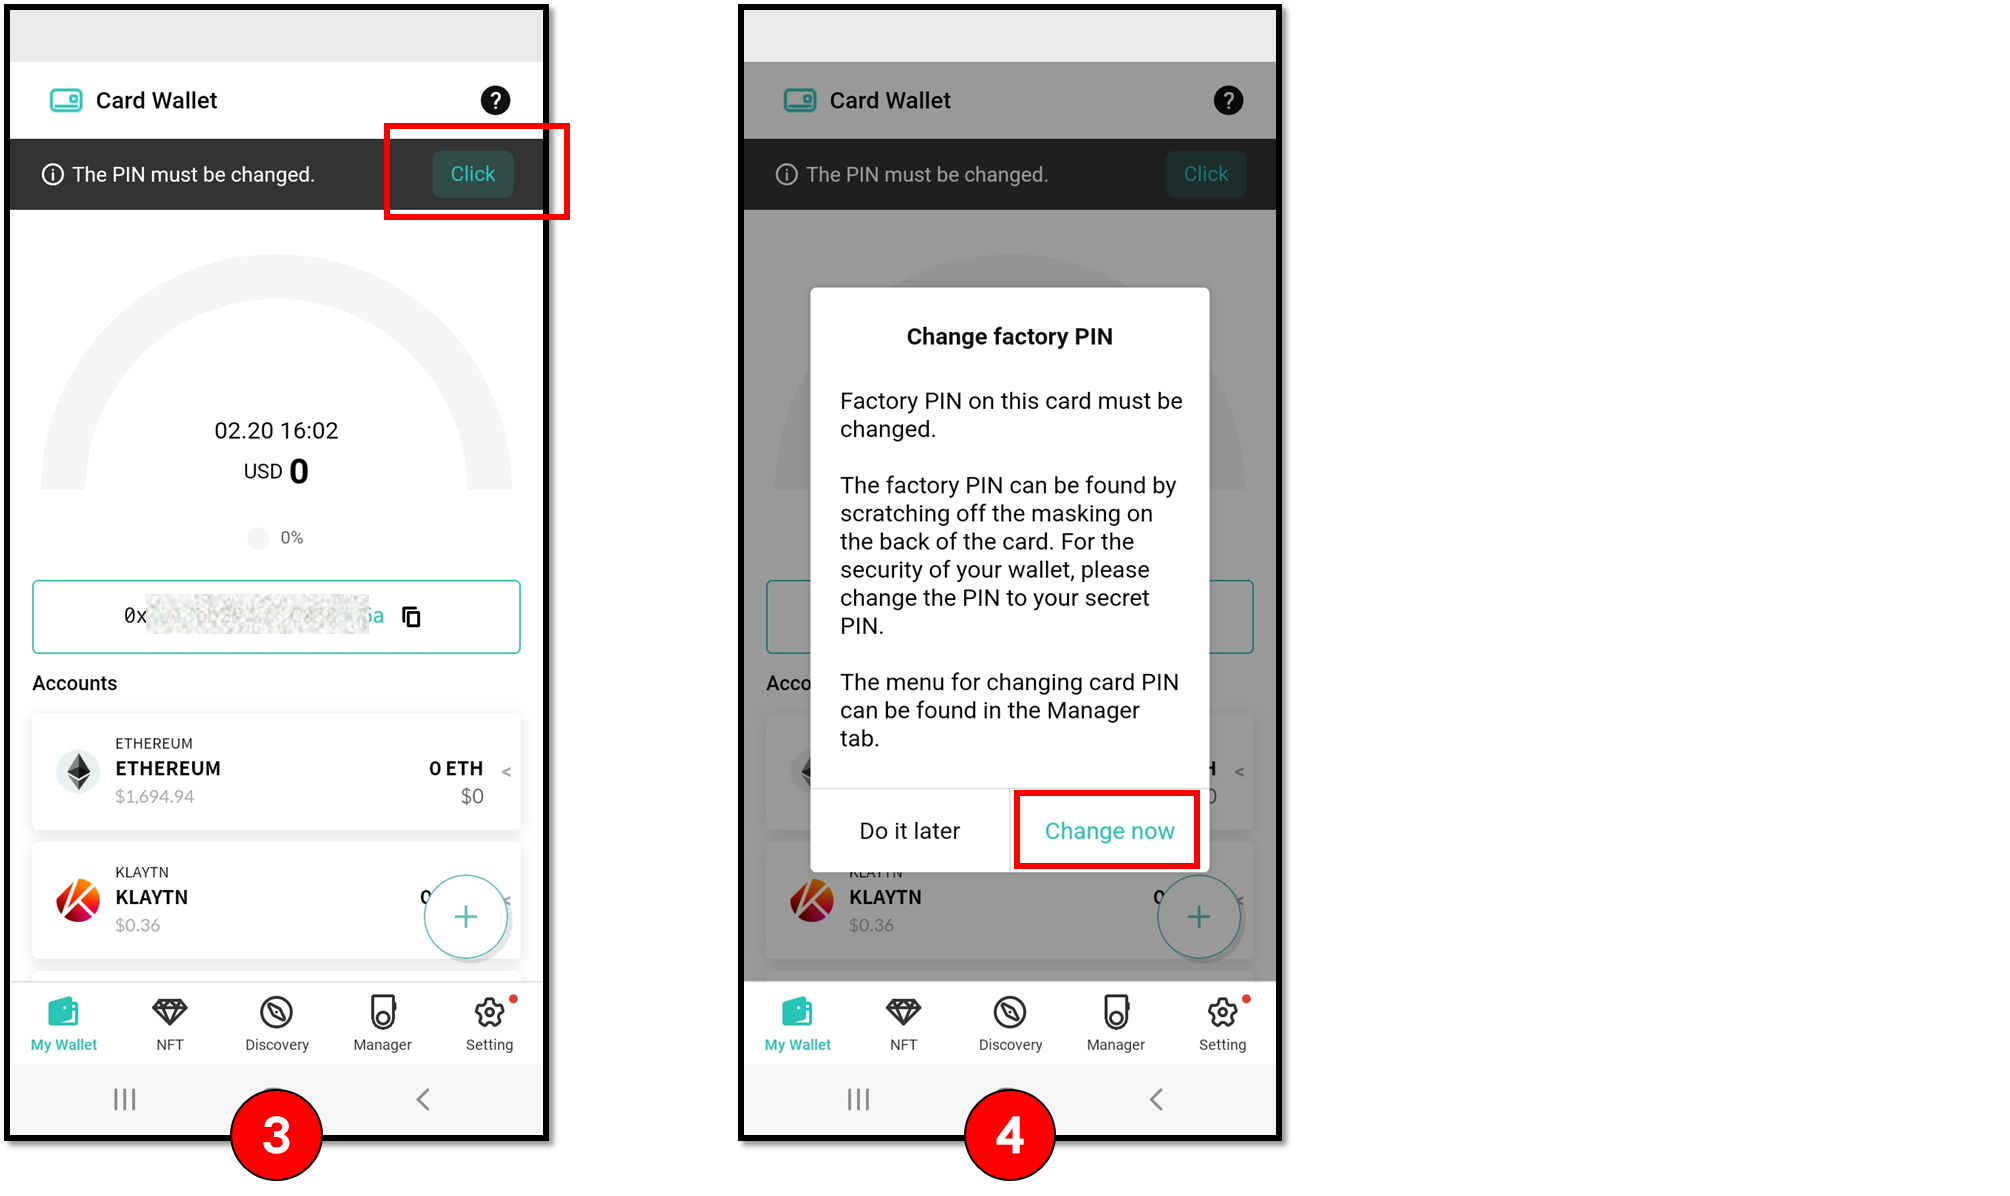 Card Wallet
?
The PIN must be changed.
Click
02.20 16:02
USD 0
0%
0x
Accounts
ETHEREUM
ETHEREUM
0 ETH
<
$1,694.94
$0
KLAYTN
KLAYTN
0
<
$0.36
+
My Wallet
NFT
Discovery
Manager
Setting
3
Card Wallet
?
The PIN must be changed.
Click
Change factory PIN
Factory PIN on this card must be
changed.
The factory PIN can be found by
scratching off the masking on
the back of the card. For the
security of your wallet, please
change the PIN to your secret
PIN.
The menu for changing card PIN
can be found in the Manager
tab.
Do it later
Change now
Acco
<
KLAYTN
KLAYTN
0
<
$0.36
+
My Wallet
NFT
Discovery
Manager
Setting
4